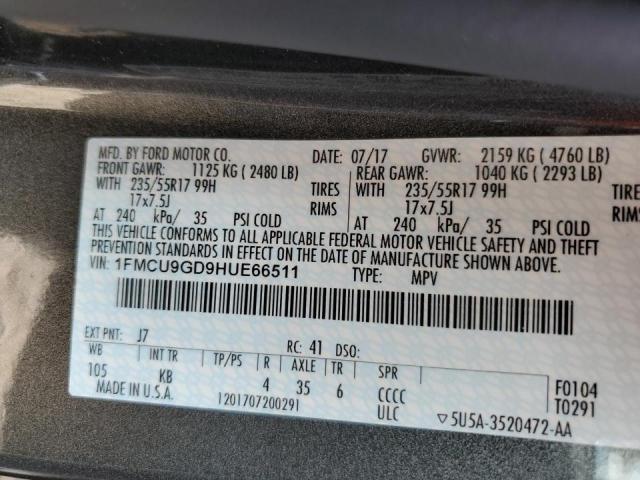 MFD. BY FORD MOTOR CO. DATE: 07/17 GVWR: 2159 KG ( 4760 LB)
FRONT GAWR: 1125 KG ( 2480 LB) REAR GAWR: 1040 KG ( 2293 LB)
WITH 235/55R17 99H TIRES WITH 235/55R17 99H TIRES
17x7.5J RIMS 17x7.5J RIMS
AT 240 kPa/ 35 PSI COLD AT 240 kPa/ 35 PSI COLD
THIS VEHICLE CONFORMS TO ALL APPLICABLE FEDERAL MOTOR VEHICLE SAFETY AND THEFT
PREVENTION STANDARDS IN EFFECT ON THE DATE OF MANUFACTURE SHOWN ABOVE.
VIN: 1FMCU9GD9HUE66511 TYPE: MPV
EXT PNT: J7 RC: 41 DSO:
WB INT TR TP/PS R AXLE TR SPR
105 KB 4 35 6 CCCC F0104
MADE IN U.S.A. 120170720029I ULC T0291
▽5U5A-3520472-AA